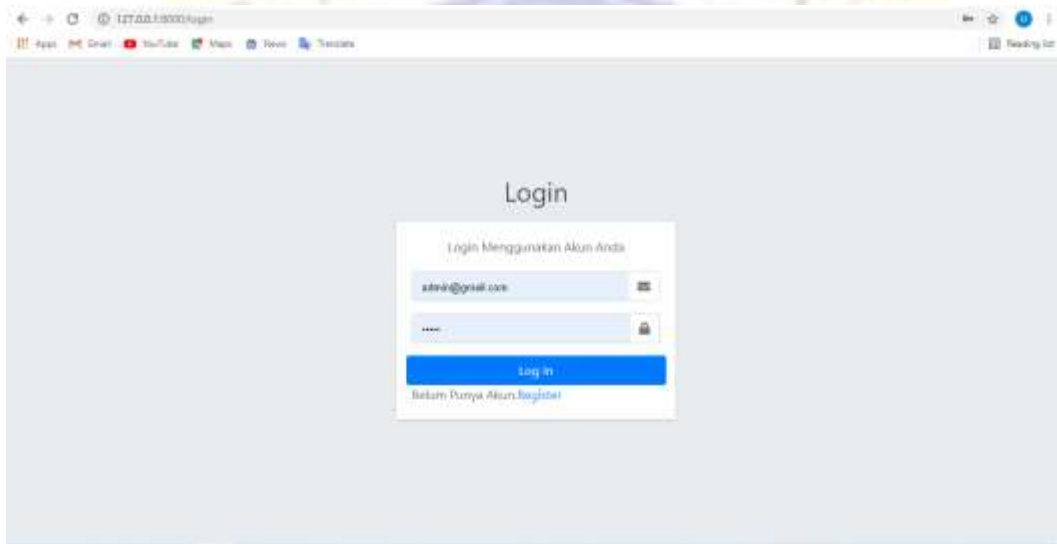 127.0.0.1:8000/login
Apps Gmail YouTube Maps News Translate Reading list
Login
Login Menggunakan Akun Anda
admin@gmail.com
Log In
Belum Punya Akun.Register